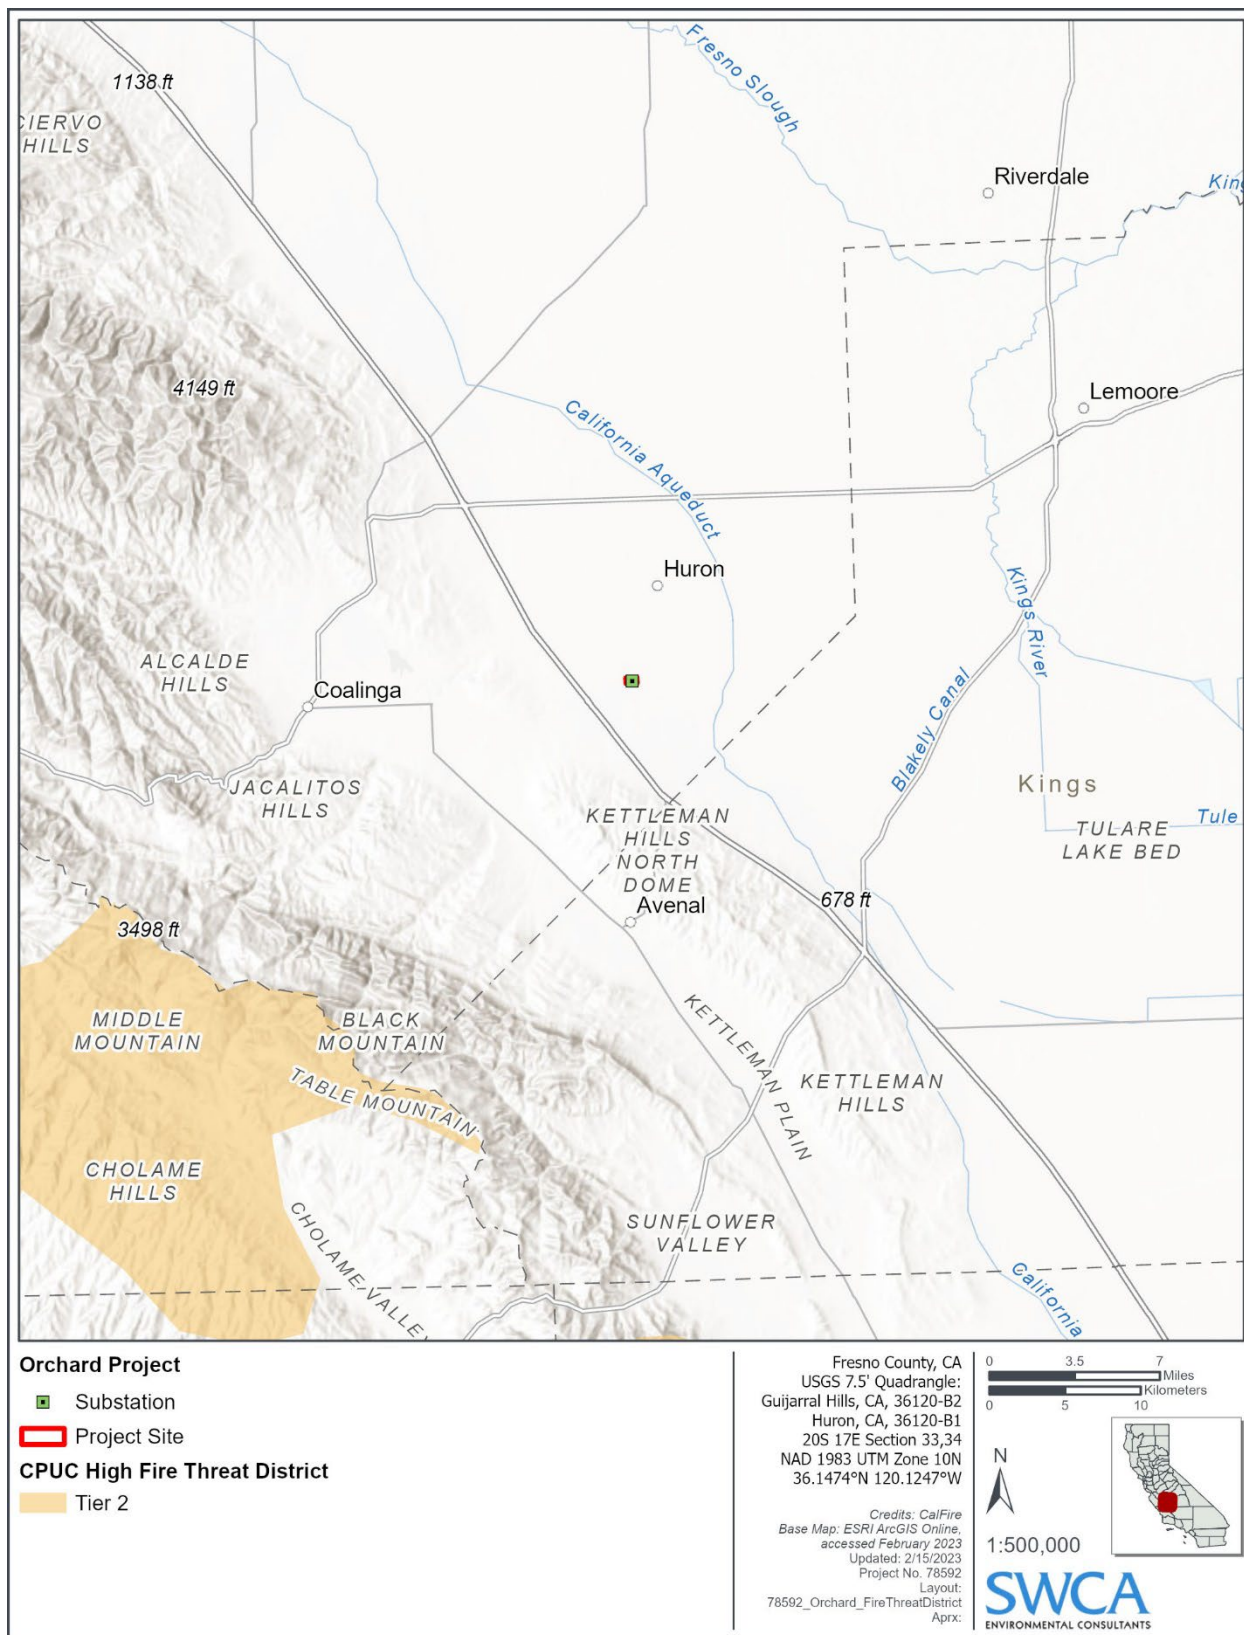 Fresno Slough
1138 ft
CIERVO
HILLS
Riverdale
King
4149 ft
Lemoore
California Aqueduct
Huron
Kings River
ALCALDE
HILLS
Coalinga
Blakely Canal
JACALITOS
HILLS
Kings
KETTLEMAN
HILLS
NORTH
DOME
TULARE
LAKE BED
Tule
Avenal
678 ft
3498 ft
MIDDLE
MOUNTAIN
BLACK
MOUNTAIN
KETTLEMAN PLAIN
TABLE MOUNTAIN
KETTLEMAN
HILLS
CHOLAME
HILLS
CHOLAME VALLEY
SUNFLOWER
VALLEY
California
Orchard Project
Substation
Project Site
CPUC High Fire Threat District
Tier 2
Fresno County, CA
USGS 7.5' Quadrangle:
Guijarral Hills, CA, 36120-B2
Huron, CA, 36120-B1
20S 17E Section 33,34
NAD 1983 UTM Zone 10N
36.1474°N 120.1247°W
Credits: CalFire
Base Map: ESRI ArcGIS Online,
accessed February 2023
Updated: 2/15/2023
Project No. 78592
Layout:
78592_Orchard_FireThreatDistrict
Aprx:
0 3.5 7
Miles
Kilometers
0 5 10
N
1:500,000
SWCA
ENVIRONMENTAL CONSULTANTS